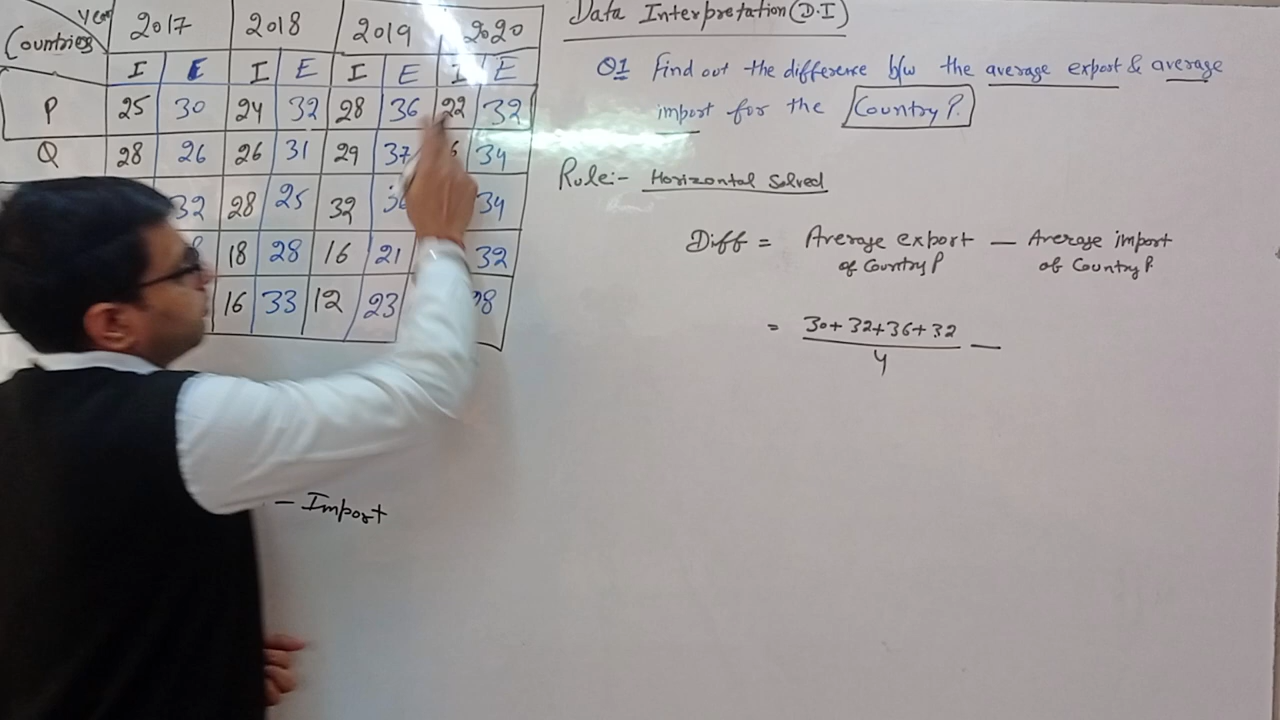 Year
Countries 2017 2018 2019 2020
I E I E I E I E
P 25 30 24 32 28 36 22 32
Q 28 26 26 31 29 37 34
32 28 25 32 34
18 28 16 21 32
16 33 12 23
– Import
Data Interpretation (D.I)
Q1 Find out the difference b/w the average export & average
import for the Country P.
Rule:- Horizontal Solved
Diff = Average export – Average import
of Country P of Country P.
= 30+32+36+32 –
4